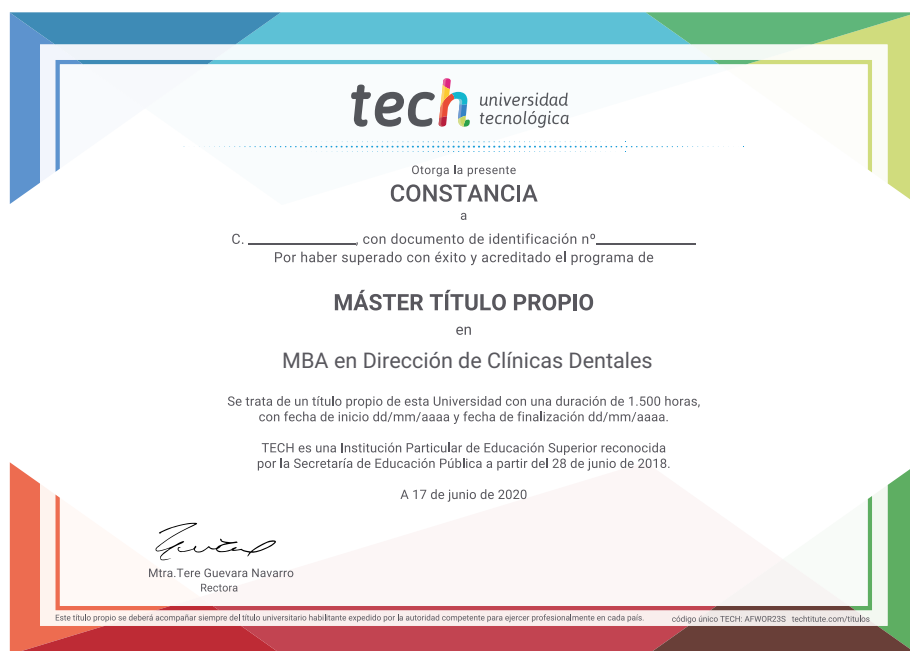 tech universidad
tecnológica
Otorga la presente
CONSTANCIA
a
C. ____________, con documento de identificación nº____________
Por haber superado con éxito y acreditado el programa de
MÁSTER TÍTULO PROPIO
en
MBA en Dirección de Clínicas Dentales
Se trata de un título propio de esta Universidad con una duración de 1.500 horas,
con fecha de inicio dd/mm/aaaa y fecha de finalización dd/mm/aaaa.
TECH es una Institución Particular de Educación Superior reconocida
por la Secretaría de Educación Pública a partir del 28 de junio de 2018.
A 17 de junio de 2020
Mtra.Tere Guevara Navarro
Rectora
Este título propio se deberá acompañar siempre del título universitario habilitante expedido por la autoridad competente para ejercer profesionalmente en cada país. código único TECH: AFWOR23S techtitute.com/titulos